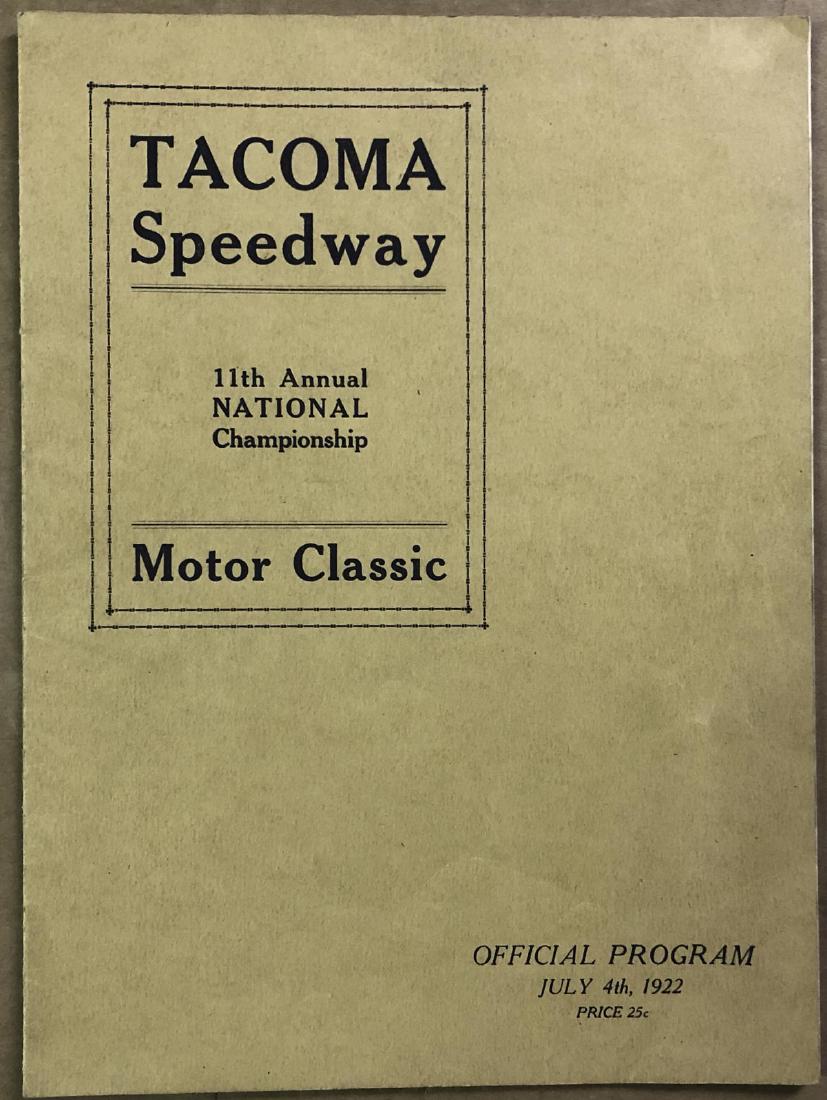 TACOMA
Speedway
11th Annual
NATIONAL
Championship
Motor Classic
OFFICIAL PROGRAM
JULY 4th, 1922
PRICE 25c